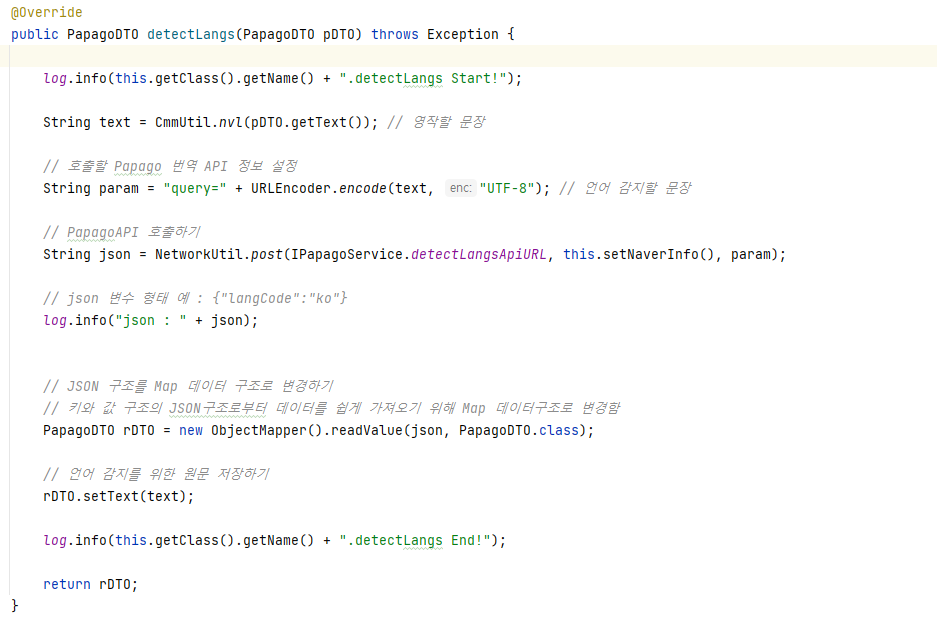 @Override
public PapagoDTO detectLangs(PapagoDTO pDTO) throws Exception {
log.info(this.getClass().getName() + ".detectLangs Start!");
String text = CmmUtil.nvl(pDTO.getText()); // 영작할 문장
// 호출할 Papago 번역 API 정보 설정
String param = "query=" + URLEncoder.encode(text, enc: "UTF-8"); // 언어 감지할 문장
// PapagoAPI 호출하기
String json = NetworkUtil.post(IPapagoService.detectLangsApiURL, this.setNaverInfo(), param);
// json 변수 형태 예 : {"langCode":"ko"}
log.info("json : " + json);
// JSON 구조를 Map 데이터 구조로 변경하기
// 키와 값 구조의 JSON구조로부터 데이터를 쉽게 가져오기 위해 Map 데이터구조로 변경함
PapagoDTO rDTO = new ObjectMapper().readValue(json, PapagoDTO.class);
// 언어 감지를 위한 원문 저장하기
rDTO.setText(text);
log.info(this.getClass().getName() + ".detectLangs End!");
return rDTO;
}